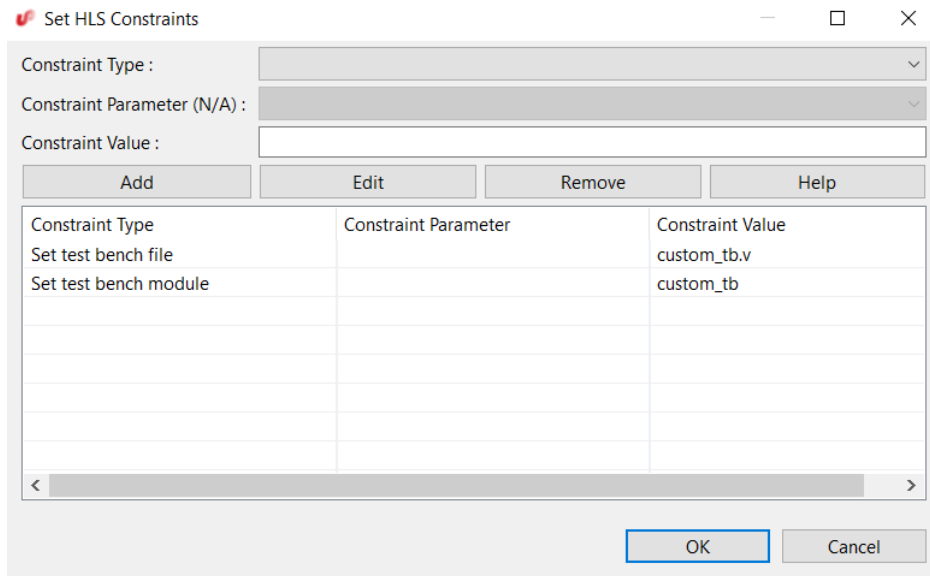 Set HLS Constraints
Constraint Type :
Constraint Parameter (N/A) :
Constraint Value :
Add Edit Remove Help
Constraint Type Constraint Parameter Constraint Value
Set test bench file custom_tb.v
Set test bench module custom_tb
OK Cancel